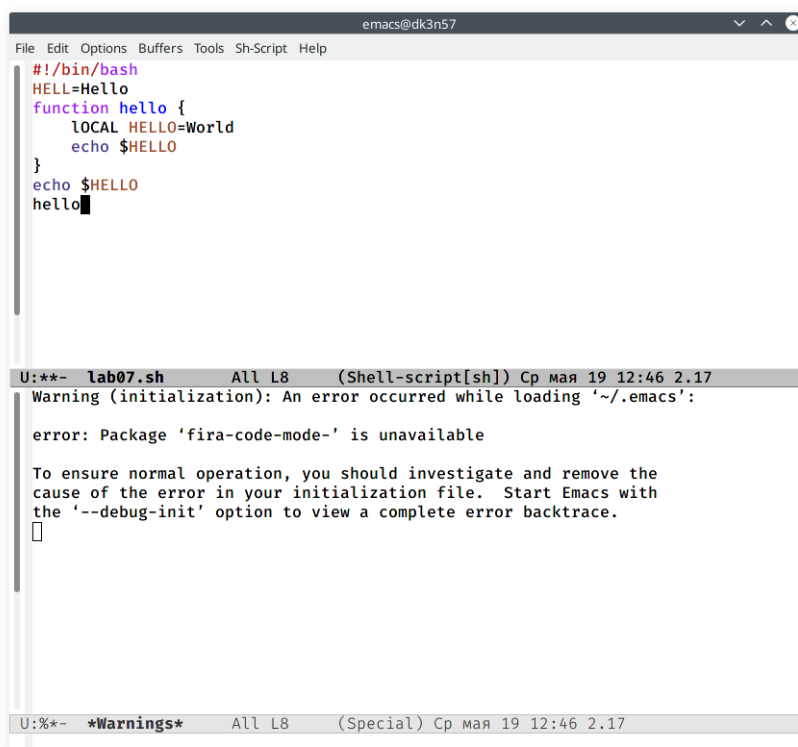 emacs@dk3n57
File Edit Options Buffers Tools Sh-Script Help
#!/bin/bash
HELL=Hello
function hello {
    lOCAL HELLO=World
    echo $HELLO
}
echo $HELLO
hello
U:**-  lab07.sh       All L8     (Shell-script[sh]) Ср мая 19 12:46 2.17
Warning (initialization): An error occurred while loading ‘~/.emacs’:
error: Package ‘fira-code-mode-’ is unavailable
To ensure normal operation, you should investigate and remove the
cause of the error in your initialization file.  Start Emacs with
the ‘--debug-init’ option to view a complete error backtrace.
U:%*-  *Warnings*     All L8     (Special) Ср мая 19 12:46 2.17